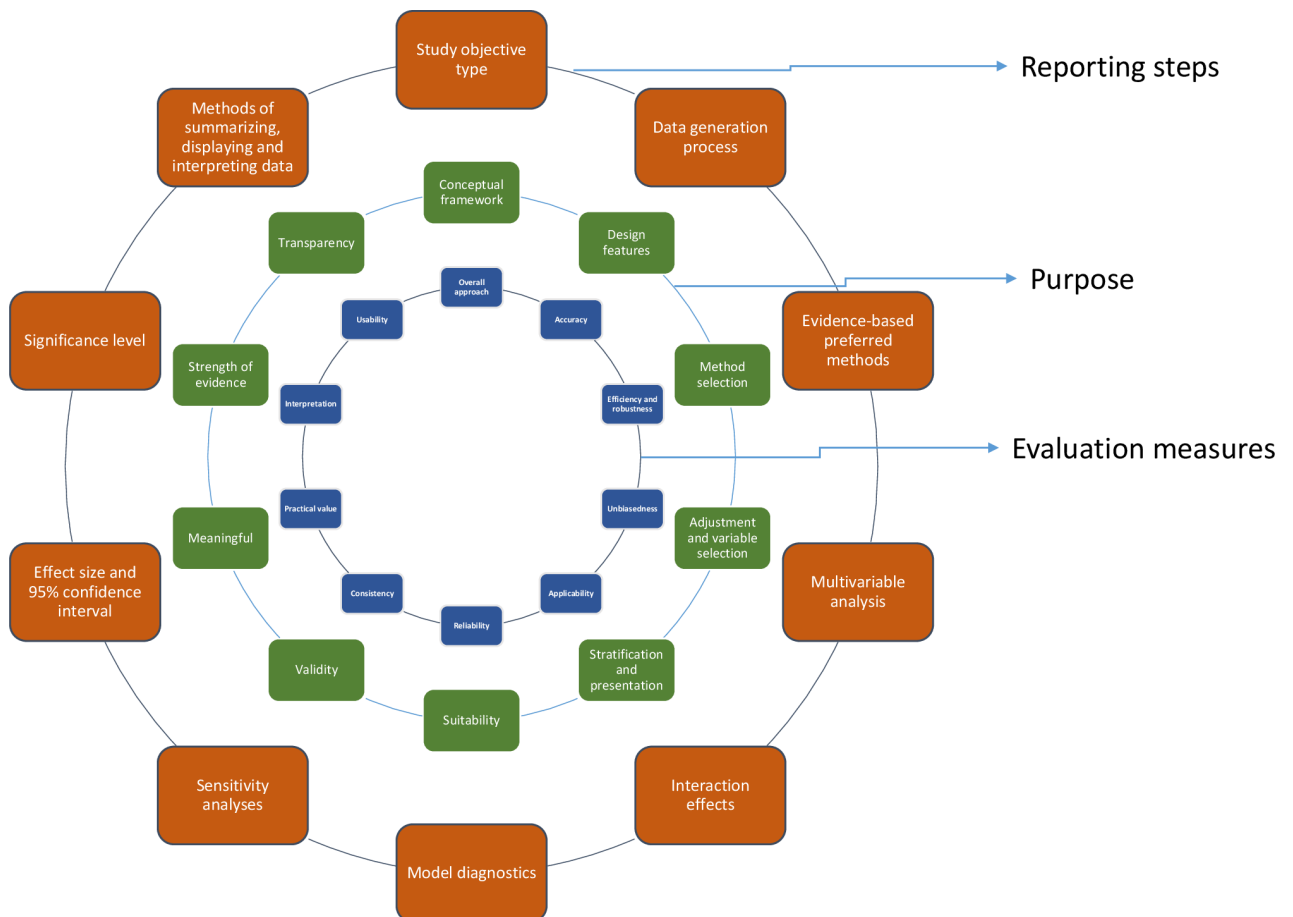 Study objective
type
Reporting steps
Data generation
process
Evidence-based
preferred
methods
Multivariable
analysis
Interaction
effects
Model diagnostics
Sensitivity
analyses
Effect size and
95% confidence
interval
Significance level
Methods of
summarizing,
displaying and
interpreting data
Conceptual
framework
Purpose
Design
features
Method
selection
Adjustment
and variable
selection
Stratification
and
presentation
Suitability
Validity
Meaningful
Strength of
evidence
Transparency
Overall
approach
Evaluation measures
Accuracy
Efficiency and
robustness
Unbiasedness
Applicability
Reliability
Consistency
Practical value
Interpretation
Usability